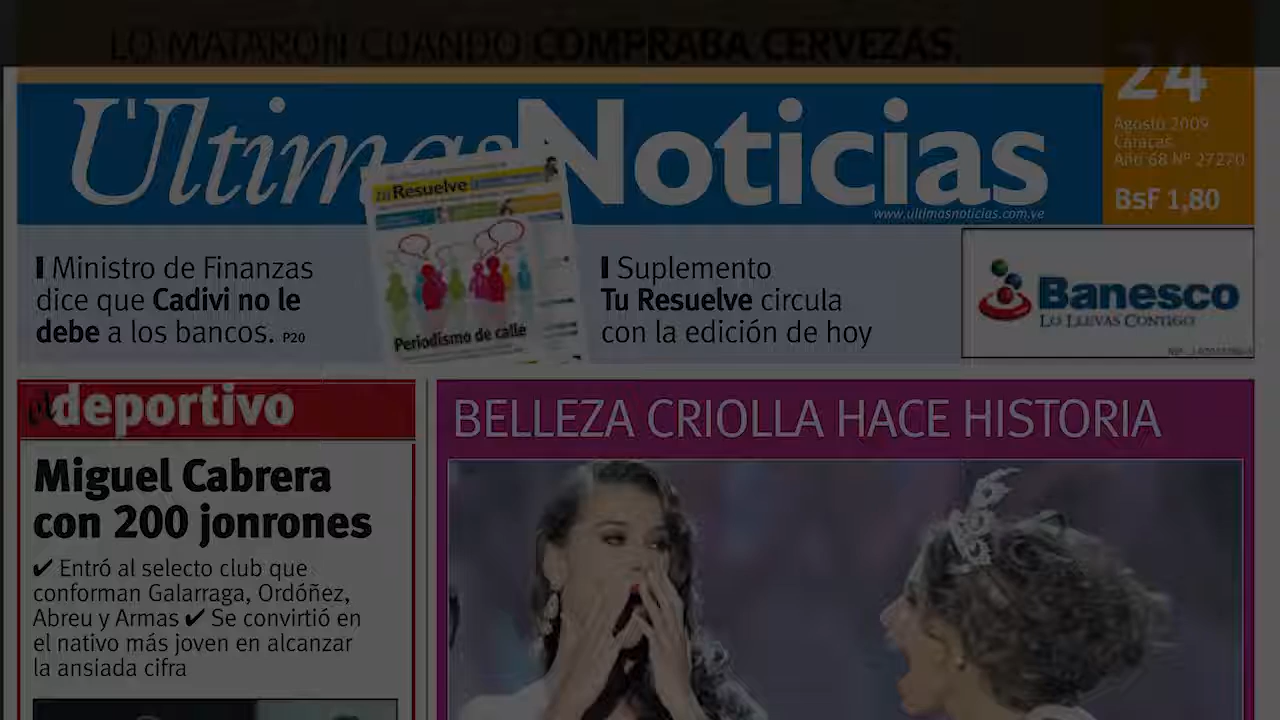 LO MATARON CUANDO COMPRABA CERVEZAS.
24
Últimas Noticias
Agosto 2009
Caracas
Año 68 Nº 27270
BsF 1,80
www.ultimasnoticias.com.ve
Ministro de Finanzas
dice que Cadivi no le
debe a los bancos. P20
Tu Resuelve
Periodismo de calle
Suplemento
Tu Resuelve circula
con la edición de hoy
Banesco
LO LLEVAS CONTIGO
el deportivo
Miguel Cabrera
con 200 jonrones
✔ Entró al selecto club que
conforman Galarraga, Ordóñez,
Abreu y Armas ✔ Se convirtió en
el nativo más joven en alcanzar
la ansiada cifra
BELLEZA CRIOLLA HACE HISTORIA